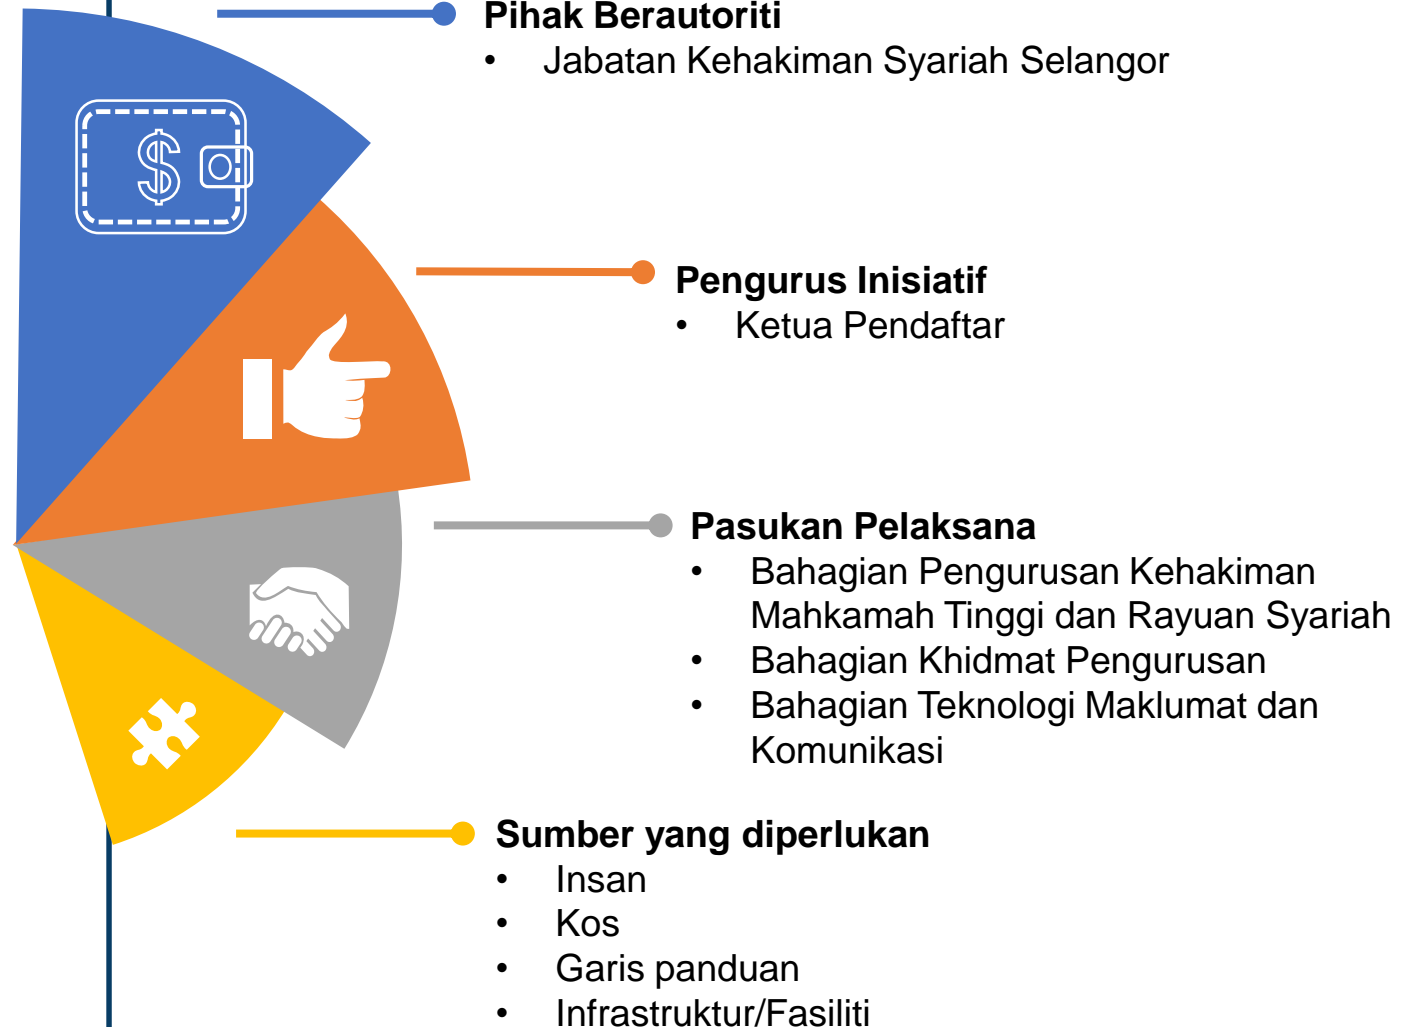 Pihak Berautoriti
• Jabatan Kehakiman Syariah Selangor
$
Pengurus Inisiatif
• Ketua Pendaftar
Pasukan Pelaksana
• Bahagian Pengurusan Kehakiman
Mahkamah Tinggi dan Rayuan Syariah
• Bahagian Khidmat Pengurusan
• Bahagian Teknologi Maklumat dan
Komunikasi
Sumber yang diperlukan
• Insan
• Kos
• Garis panduan
• Infrastruktur/Fasiliti